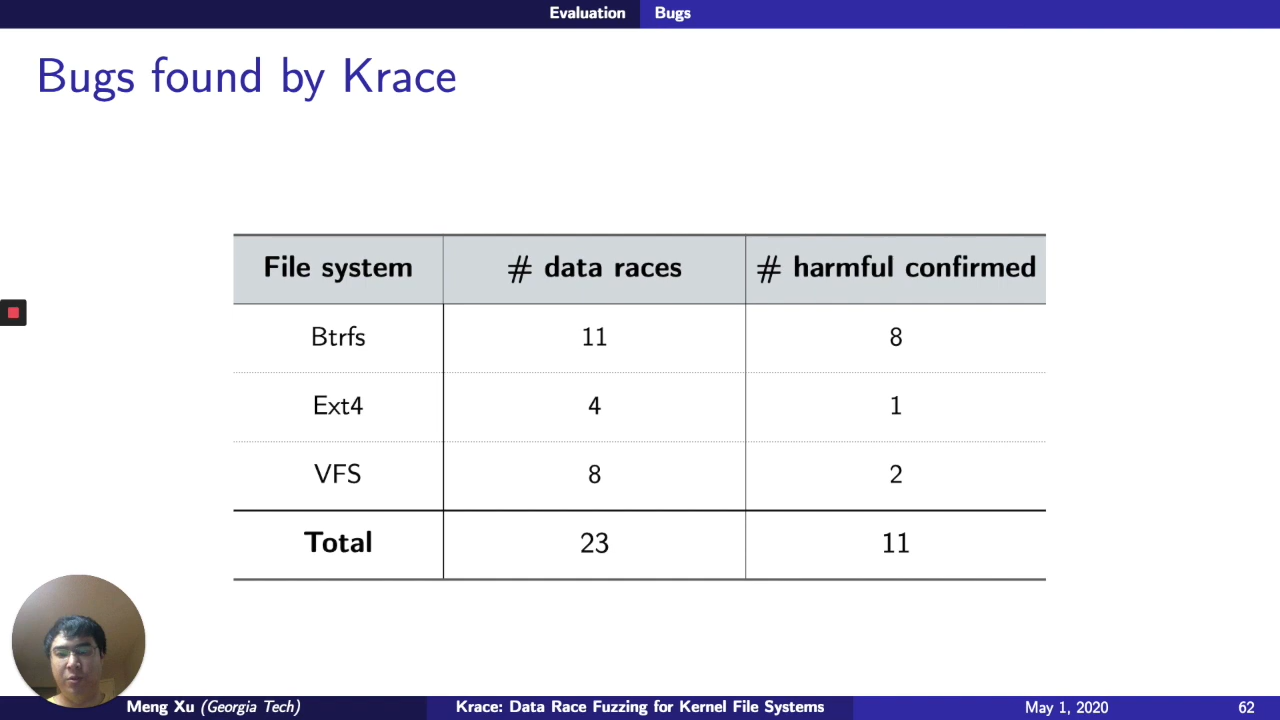 Evaluation Bugs
Bugs found by Krace
File system # data races # harmful confirmed
Btrfs 11 8
Ext4 4 1
VFS 8 2
Total 23 11
Meng Xu (Georgia Tech) Krace: Data Race Fuzzing for Kernel File Systems May 1, 2020 62